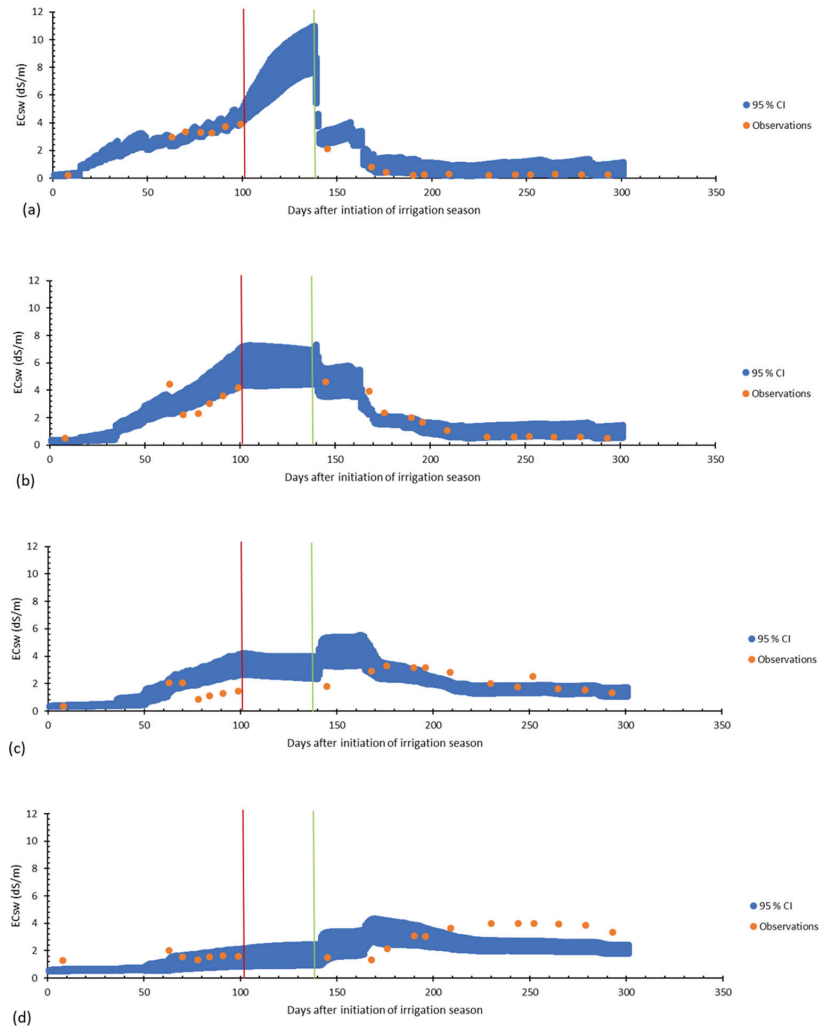 12
10
8
6
4
2
0
ECsw (dS/m)
0 50 100 150 200 250 300 350
Days after intiation of irrigation season
95 % CI
Observations
(a)
12
10
8
6
4
2
0
ECsw (dS/m)
0 50 100 150 200 250 300 350
Days after initiation of irrigation season
95 % CI
Observations
(b)
12
10
8
6
4
2
0
ECsw (dS/m)
0 50 100 150 200 250 300 350
Days after initiation of irrigation season
95 % CI
Observations
(c)
12
10
8
6
4
2
0
ECsw (dS/m)
0 50 100 150 200 250 300 350
Days after initiation of irrigation season
95 % CI
Observations
(d)